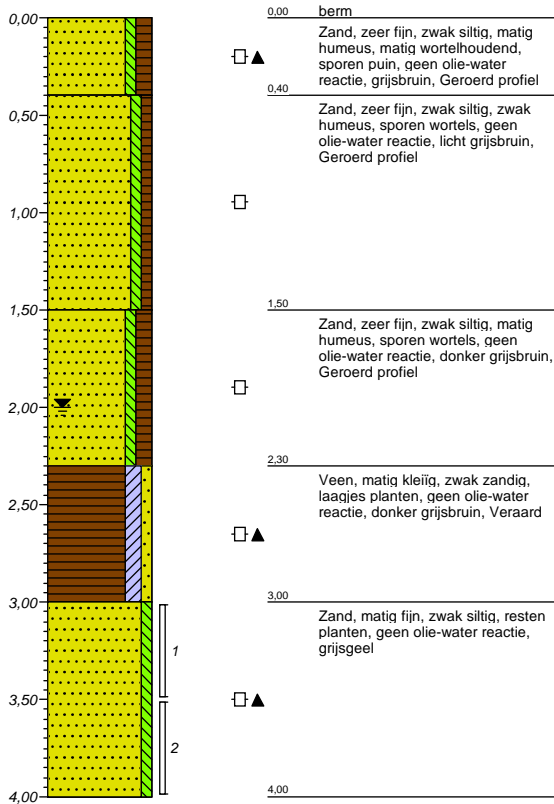 0,00
0,50
1,00
1,50
2,00
2,50
3,00
3,50
4,00
1
2
0,00 berm
Zand, zeer fijn, zwak siltig, matig
humeus, matig wortelhoudend,
sporen puin, geen olie-water
reactie, grijsbruin, Geroerd profiel
0,40
Zand, zeer fijn, zwak siltig, zwak
humeus, sporen wortels, geen
olie-water reactie, licht grijsbruin,
Geroerd profiel
1,50
Zand, zeer fijn, zwak siltig, matig
humeus, sporen wortels, geen
olie-water reactie, donker grijsbruin,
Geroerd profiel
2,30
Veen, matig kleiïg, zwak zandig,
laagjes planten, geen olie-water
reactie, donker grijsbruin, Veraard
3,00
Zand, matig fijn, zwak siltig, resten
planten, geen olie-water reactie,
grijsgeel
4,00